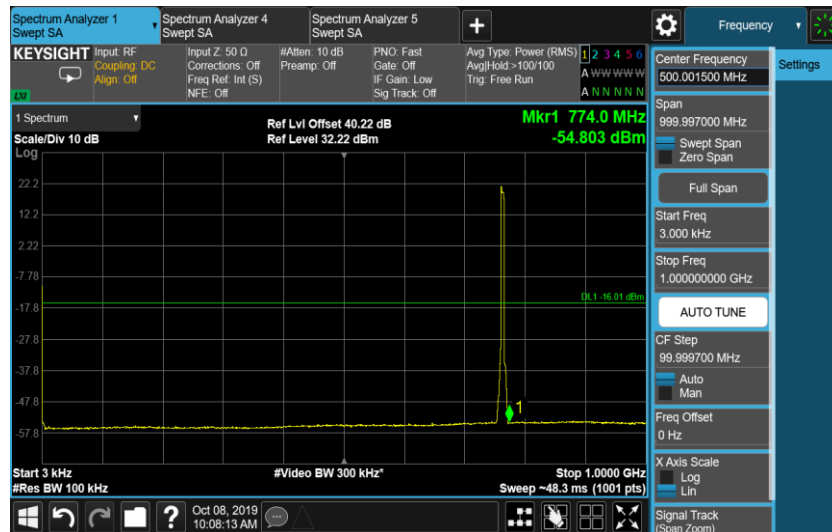 Spectrum Analyzer 1
Swept SA
Spectrum Analyzer 4
Swept SA
Spectrum Analyzer 5
Swept SA
+
Frequency
KEYSIGHT
LXI
Input: RF
Coupling: DC
Align: Off
Input Z: 50 Ω
Corrections: Off
Freq Ref: Int (S)
NFE: Off
#Atten: 10 dB
Preamp: Off
PNO: Fast
Gate: Off
IF Gain: Low
Sig Track: Off
Avg Type: Power (RMS)
Avg|Hold:>100/100
Trig: Free Run
1 2 3 4 5 6
A W W W W W
A N N N N N
1 Spectrum
Scale/Div 10 dB
Log
Ref Lvl Offset 40.22 dB
Ref Level 32.22 dBm
Mkr1 774.0 MHz
-54.803 dBm
22.2
12.2
2.22
-7.78
-17.8
-27.8
-37.8
-47.8
-57.8
DL1 -16.01 dBm
1
Start 3 kHz
#Res BW 100 kHz
#Video BW 300 kHz*
Stop 1.0000 GHz
Sweep ~48.3 ms (1001 pts)
Center Frequency
500.001500 MHz
Settings
Span
999.997000 MHz
Swept Span
Zero Span
Full Span
Start Freq
3.000 kHz
Stop Freq
1.000000000 GHz
AUTO TUNE
CF Step
99.999700 MHz
Auto
Man
Freq Offset
0 Hz
X Axis Scale
Log
Lin
Signal Track
(Span Zoom)
?
Oct 08, 2019
10:08:13 AM